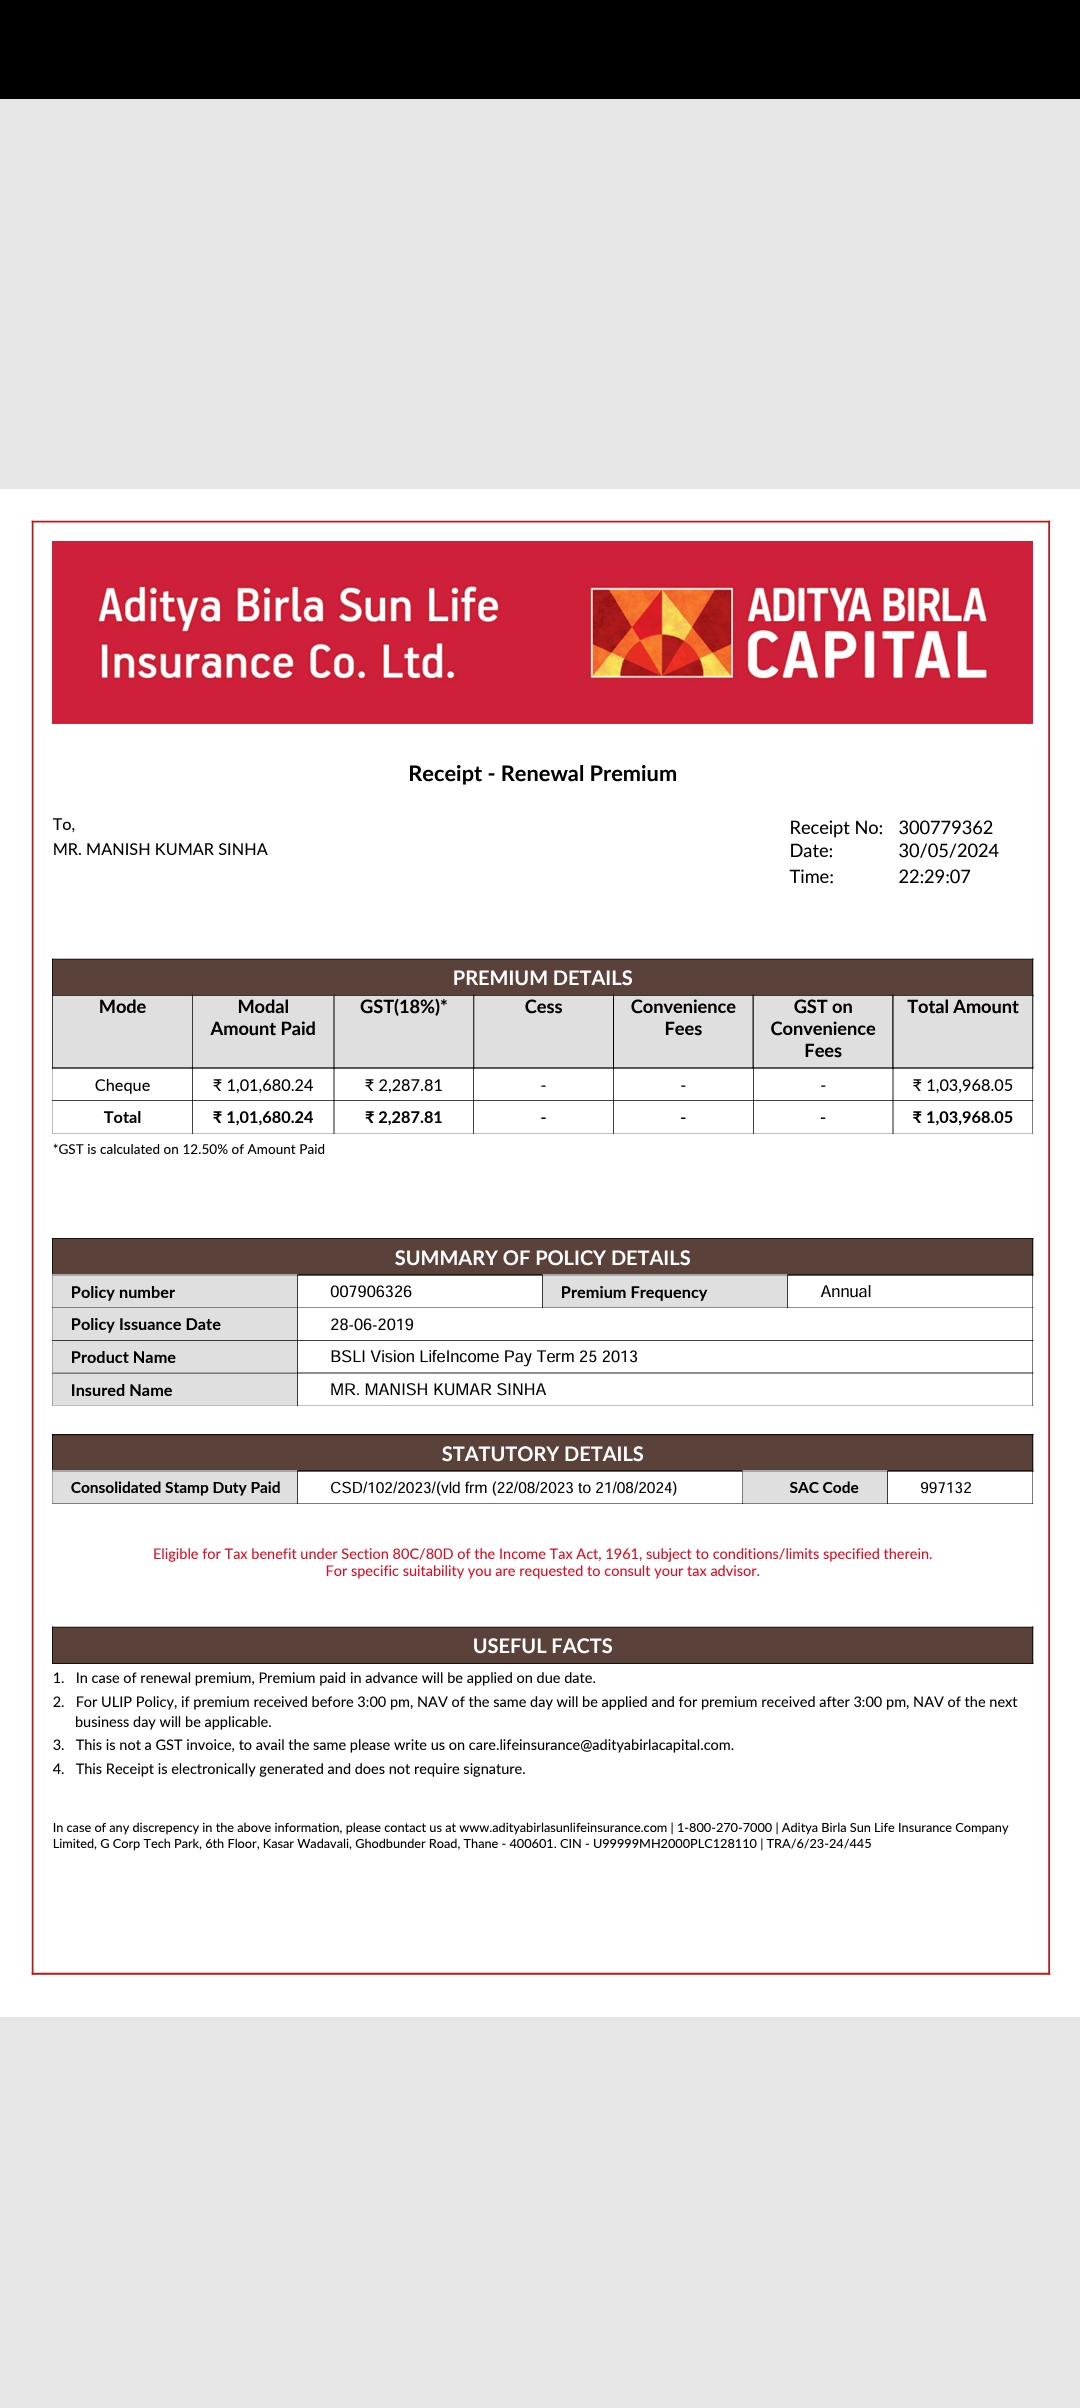 Aditya Birla Sun Life
Insurance Co. Ltd.
ADITYA BIRLA
CAPITAL
Receipt - Renewal Premium
To,
MR. MANISH KUMAR SINHA
Receipt No: 300779362
Date: 30/05/2024
Time: 22:29:07
PREMIUM DETAILS
Mode Modal Amount Paid GST(18%)* Cess Convenience Fees GST on Convenience Fees Total Amount
Cheque ₹ 1,01,680.24 ₹ 2,287.81 - - - ₹ 1,03,968.05
Total ₹ 1,01,680.24 ₹ 2,287.81 - - - ₹ 1,03,968.05
*GST is calculated on 12.50% of Amount Paid
SUMMARY OF POLICY DETAILS
Policy number 007906326 Premium Frequency Annual
Policy Issuance Date 28-06-2019
Product Name BSLI Vision LifeIncome Pay Term 25 2013
Insured Name MR. MANISH KUMAR SINHA
STATUTORY DETAILS
Consolidated Stamp Duty Paid CSD/102/2023/(vld frm (22/08/2023 to 21/08/2024) SAC Code 997132
Eligible for Tax benefit under Section 80C/80D of the Income Tax Act, 1961, subject to conditions/limits specified therein.
For specific suitability you are requested to consult your tax advisor.
USEFUL FACTS
1. In case of renewal premium, Premium paid in advance will be applied on due date.
2. For ULIP Policy, if premium received before 3:00 pm, NAV of the same day will be applied and for premium received after 3:00 pm, NAV of the next
business day will be applicable.
3. This is not a GST invoice, to avail the same please write us on care.lifeinsurance@adityabirlacapital.com.
4. This Receipt is electronically generated and does not require signature.
In case of any discrepency in the above information, please contact us at www.adityabirlasunlifeinsurance.com | 1-800-270-7000 | Aditya Birla Sun Life Insurance Company
Limited, G Corp Tech Park, 6th Floor, Kasar Wadavali, Ghodbunder Road, Thane - 400601. CIN - U99999MH2000PLC128110 | TRA/6/23-24/445